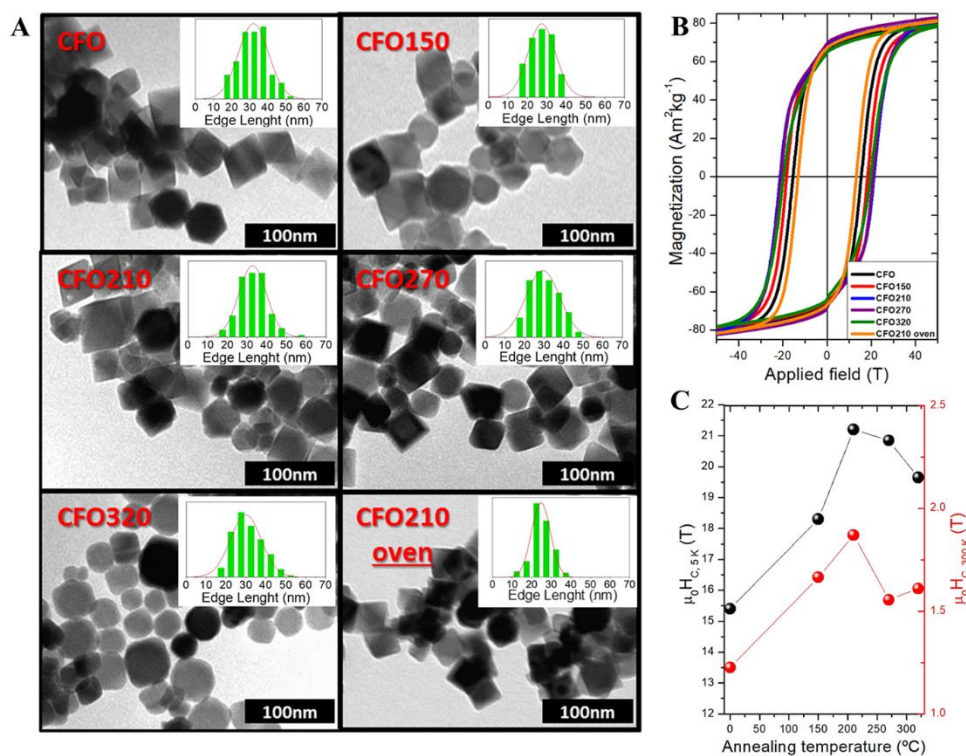 A
CFO
0 10 20 30 40 50 60 70
Edge Lenght (nm)
100nm
CFO150
0 10 20 30 40 50 60 70
Edge Length (nm)
100nm
CFO210
0 10 20 30 40 50 60 70
Edge Lenght (nm)
100nm
CFO270
0 10 20 30 40 50 60 70
Edge Lenght (nm)
100nm
CFO320
0 10 20 30 40 50 60 70
Edge Lenght (nm)
100nm
CFO210
oven
0 10 20 30 40 50 60 70
Edge Lenght (nm)
100nm
B
Magnetization (Am²kg⁻¹)
80
60
40
20
0
-20
-40
-60
-80
CFO
CFO150
CFO210
CFO270
CFO320
CFO210 oven
-40 -20 0 20 40
Applied field (T)
C
μ₀H_C, 5 K (T)
22
21
20
19
18
17
16
15
14
13
12
2.5
2.0
1.5
1.0
μ₀H_C, 300 K (T)
0 50 100 150 200 250 300
Annealing temperature (ºC)